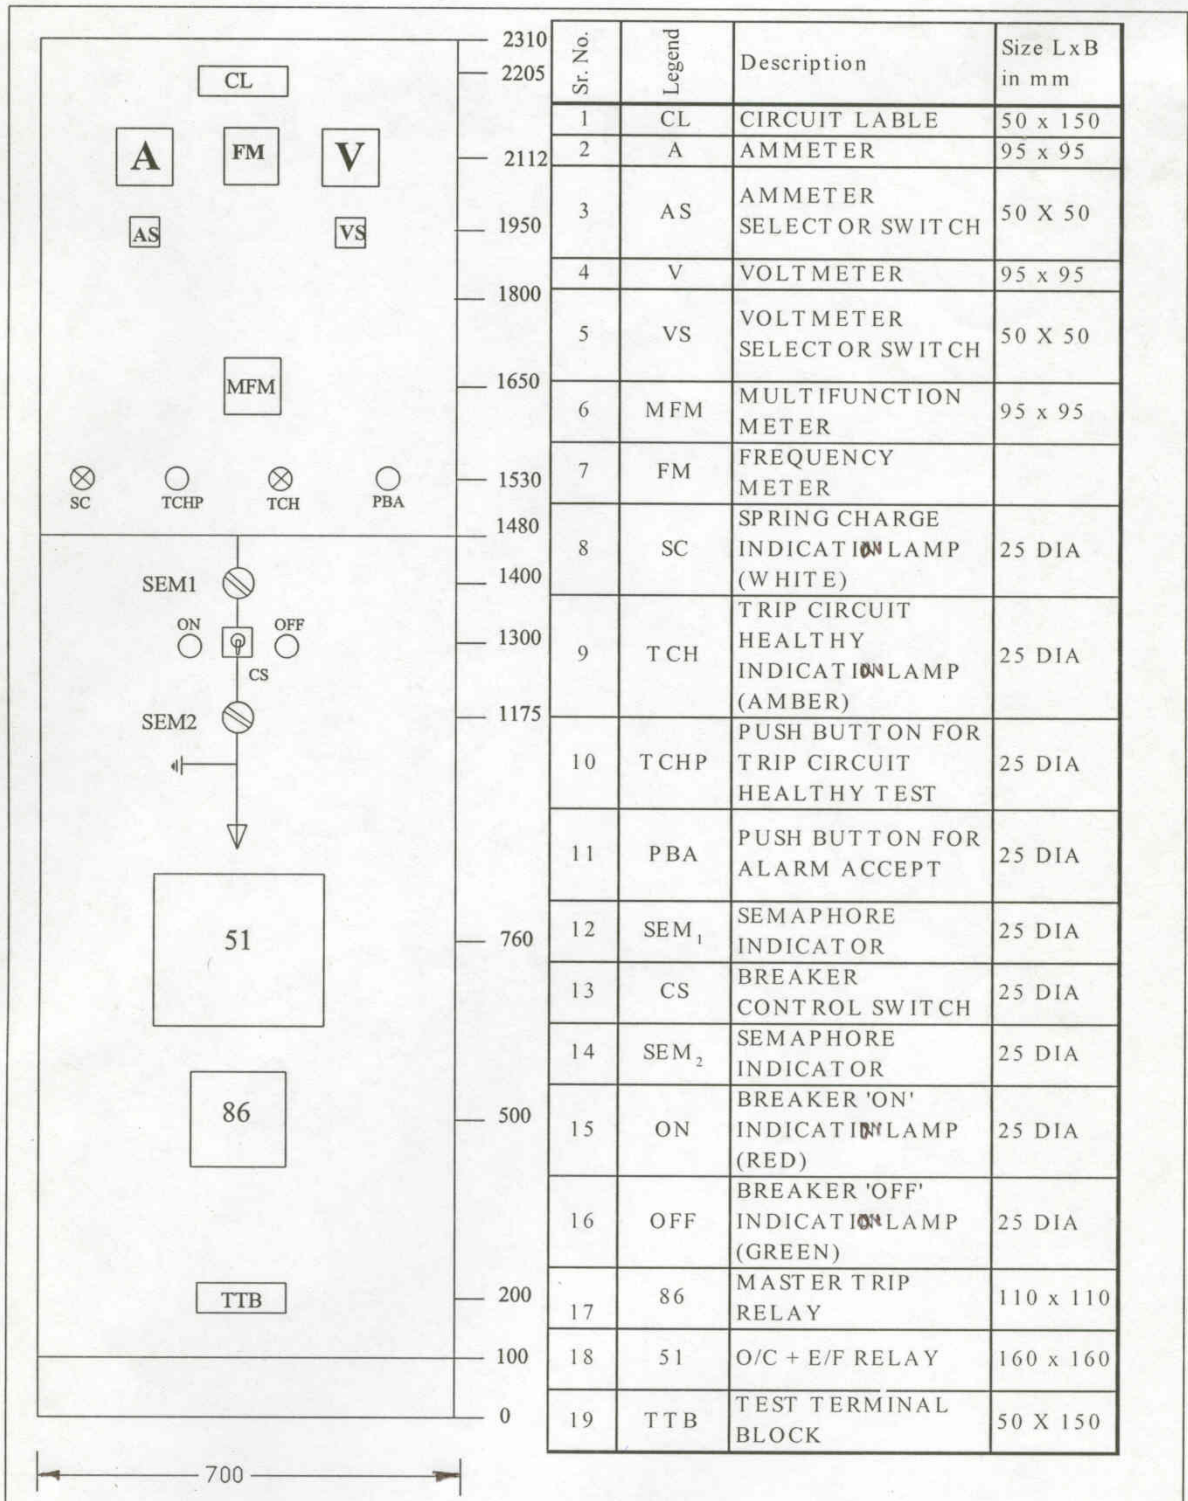 2310
2205
2112
1950
1800
1650
1530
1480
1400
1300
1175
760
500
200
100
0
CL
A FM V
AS VS
MFM
SC TCHP TCH PBA
SEM1
ON OFF
CS
SEM2
51
86
TTB
700
Sr. No. Legend Description Size LxB
in mm
1 CL CIRCUIT LABLE 50 x 150
2 A AMMETER 95 x 95
3 AS AMMETER
SELECTOR SWITCH 50 X 50
4 V VOLTMETER 95 x 95
5 VS VOLTMETER
SELECTOR SWITCH 50 X 50
6 MFM MULTIFUNCTION
METER 95 x 95
7 FM FREQUENCY
METER
8 SC SPRING CHARGE
INDICATION LAMP 25 DIA
(WHITE)
9 TCH TRIP CIRCUIT
HEALTHY
INDICATION LAMP 25 DIA
(AMBER)
10 TCHP PUSH BUTTON FOR
TRIP CIRCUIT 25 DIA
HEALTHY TEST
11 PBA PUSH BUTTON FOR
ALARM ACCEPT 25 DIA
12 SEM1 SEMAPHORE
INDICATOR 25 DIA
13 CS BREAKER
CONTROL SWITCH 25 DIA
14 SEM2 SEMAPHORE
INDICATOR 25 DIA
15 ON BREAKER 'ON'
INDICATION LAMP 25 DIA
(RED)
16 OFF BREAKER 'OFF'
INDICATION LAMP 25 DIA
(GREEN)
17 86 MASTER TRIP
RELAY 110 x 110
18 51 O/C + E/F RELAY 160 x 160
19 TTB TEST TERMINAL
BLOCK 50 X 150